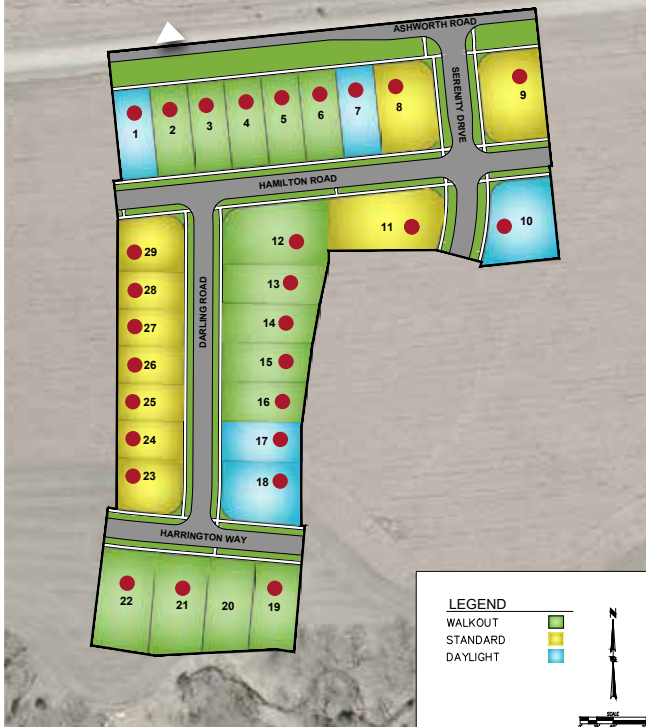 ASHWORTH ROAD
SERENITY DRIVE
1
2
3
4
5
6
7
8
9
HAMILTON ROAD
10
11
12
13
14
15
16
17
18
DARLING ROAD
29
28
27
26
25
24
23
HARRINGTON WAY
22
21
20
19
LEGEND
WALKOUT
STANDARD
DAYLIGHT
N
SCALE